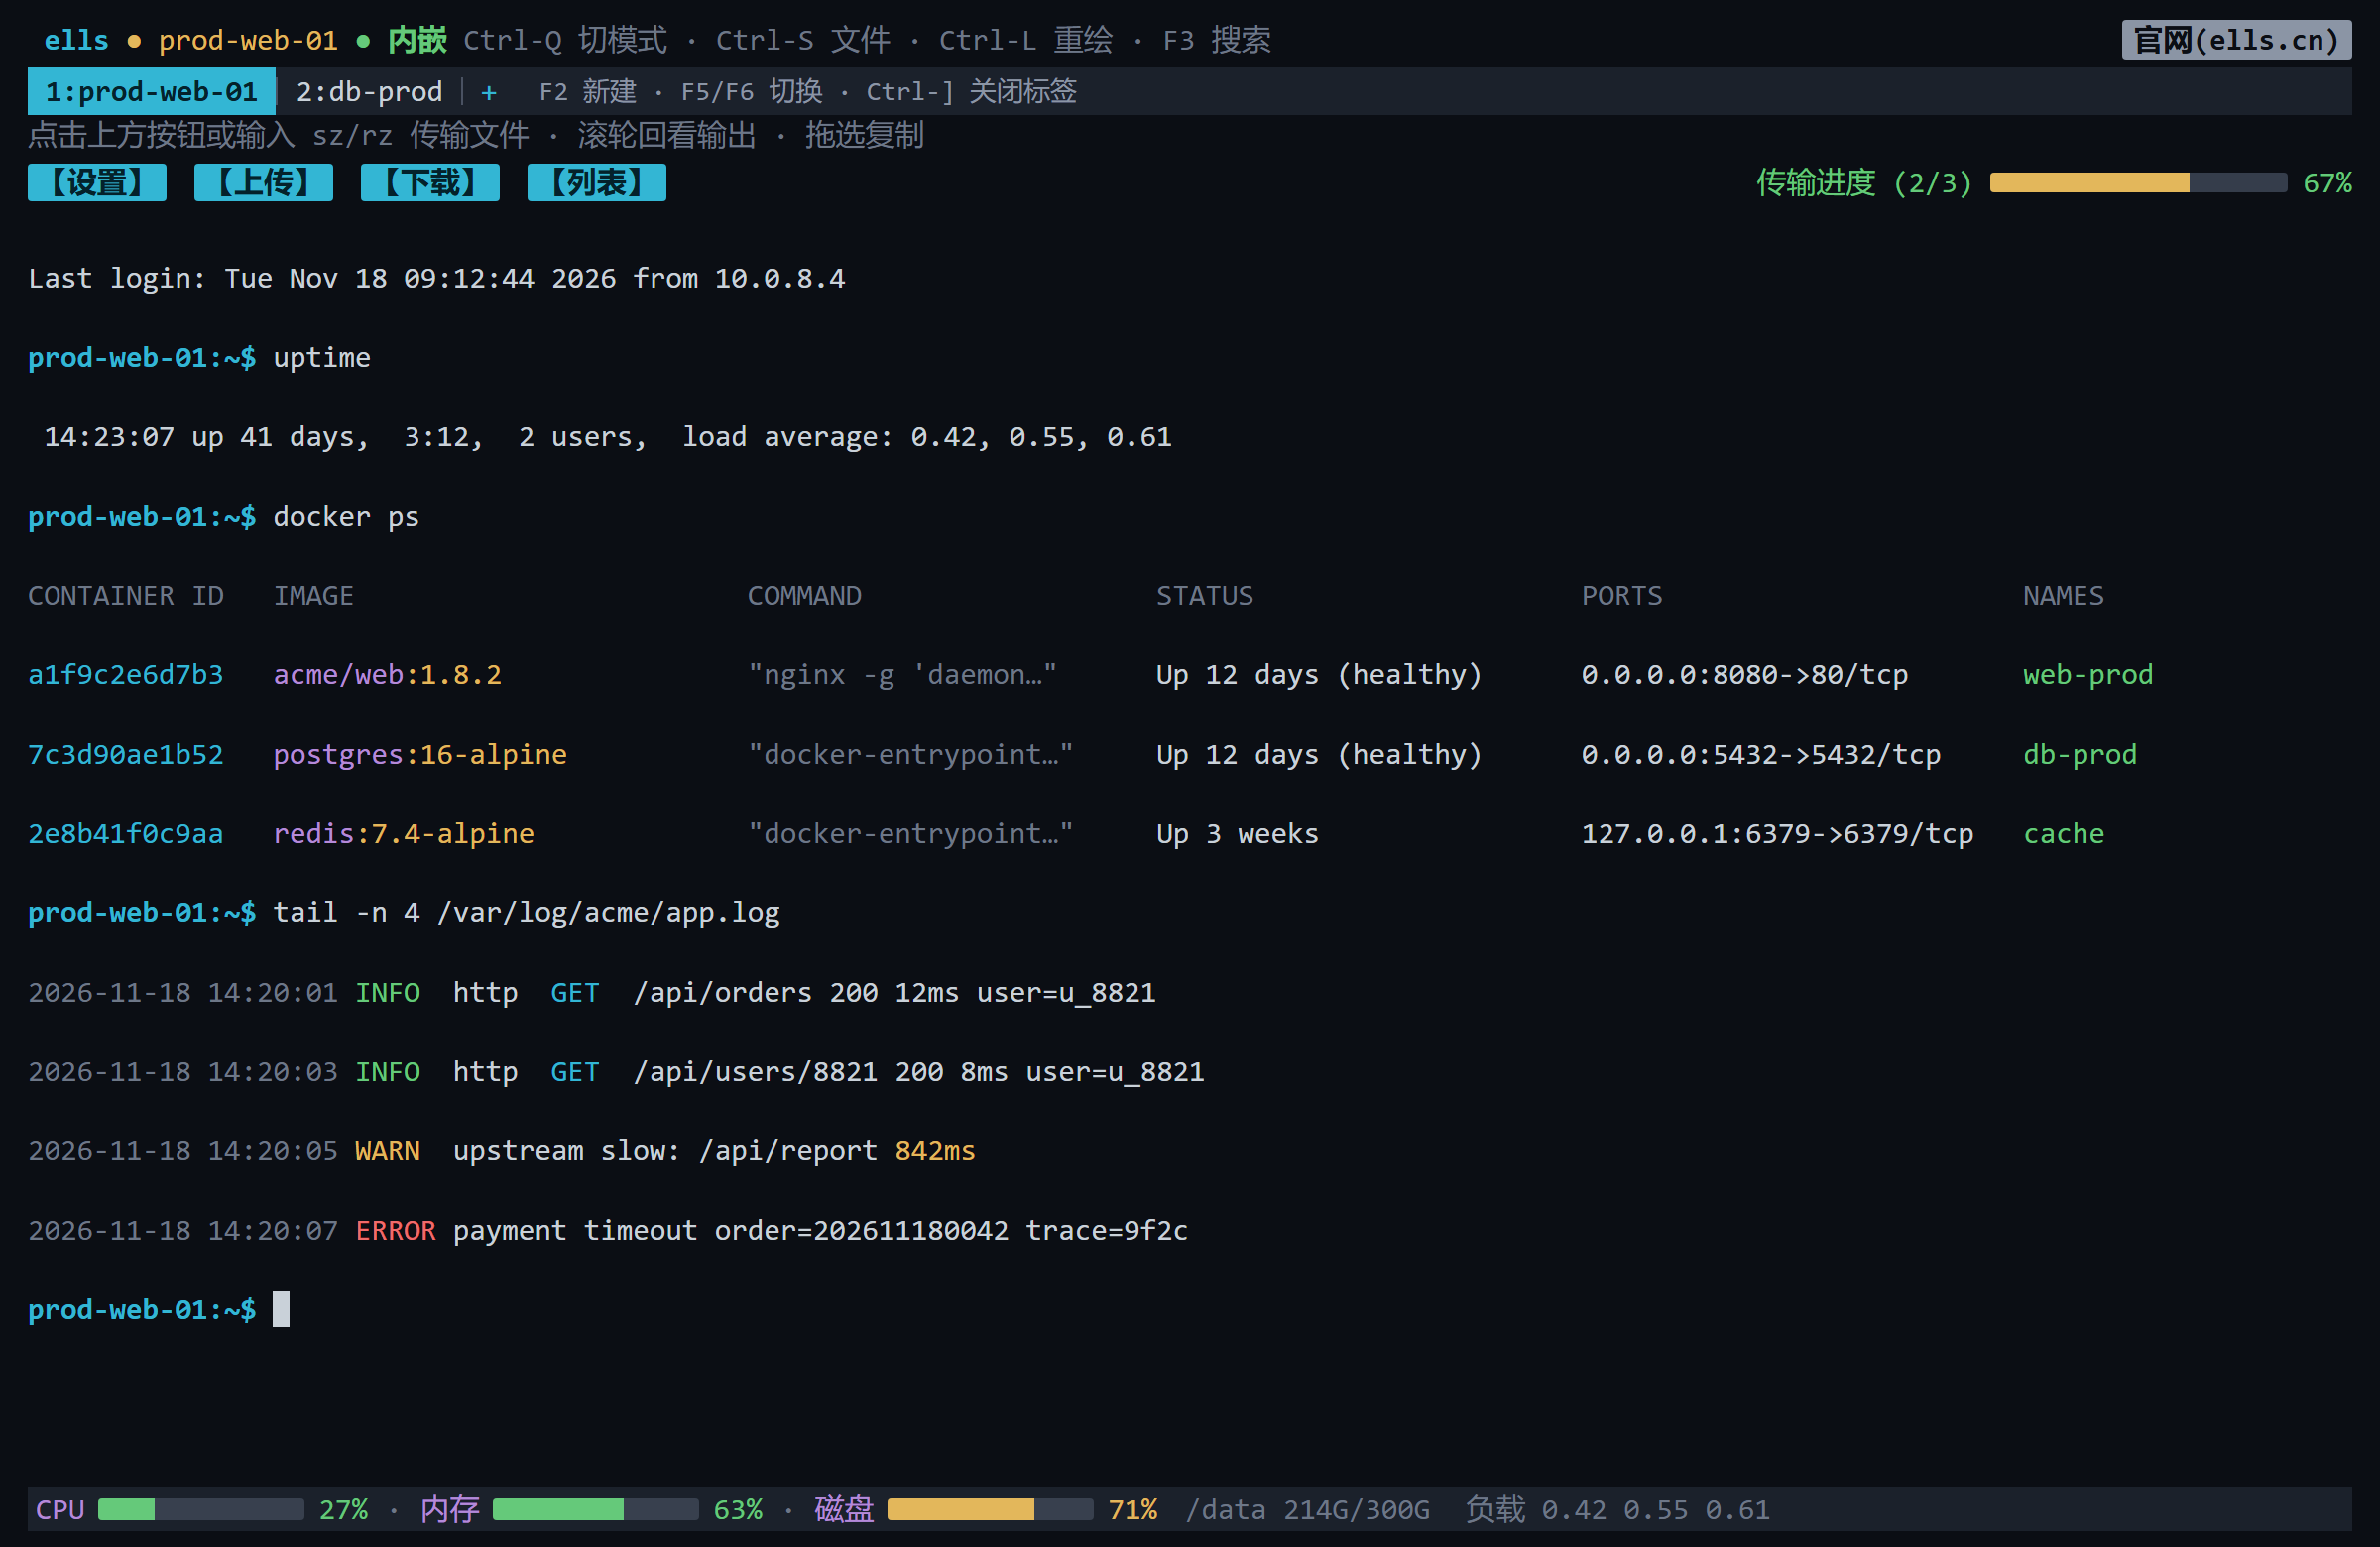 ells ● prod-web-01 ● 内嵌 Ctrl-Q 切模式 · Ctrl-S 文件 · Ctrl-L 重绘 · F3 搜索 官网(ells.cn)
1:prod-web-01 │ 2:db-prod │ + F2 新建 · F5/F6 切换 · Ctrl-] 关闭标签
点击上方按钮或输入 sz/rz 传输文件 · 滚轮回看输出 · 拖选复制
【设置】 【上传】 【下载】 【列表】 传输进度 (2/3) 67%
Last login: Tue Nov 18 09:12:44 2026 from 10.0.8.4
prod-web-01:~$ uptime
14:23:07 up 41 days,  3:12,  2 users,  load average: 0.42, 0.55, 0.61
prod-web-01:~$ docker ps
CONTAINER ID   IMAGE   COMMAND   STATUS   PORTS   NAMES
a1f9c2e6d7b3   acme/web:1.8.2   "nginx -g 'daemon…"   Up 12 days (healthy)   0.0.0.0:8080->80/tcp   web-prod
7c3d90ae1b52   postgres:16-alpine   "docker-entrypoint…"   Up 12 days (healthy)   0.0.0.0:5432->5432/tcp   db-prod
2e8b41f0c9aa   redis:7.4-alpine   "docker-entrypoint…"   Up 3 weeks   127.0.0.1:6379->6379/tcp   cache
prod-web-01:~$ tail -n 4 /var/log/acme/app.log
2026-11-18 14:20:01 INFO  http  GET  /api/orders 200 12ms user=u_8821
2026-11-18 14:20:03 INFO  http  GET  /api/users/8821 200 8ms user=u_8821
2026-11-18 14:20:05 WARN  upstream slow: /api/report 842ms
2026-11-18 14:20:07 ERROR payment timeout order=202611180042 trace=9f2c
prod-web-01:~$
CPU 27% · 内存 63% · 磁盘 71% /data 214G/300G 负载 0.42 0.55 0.61